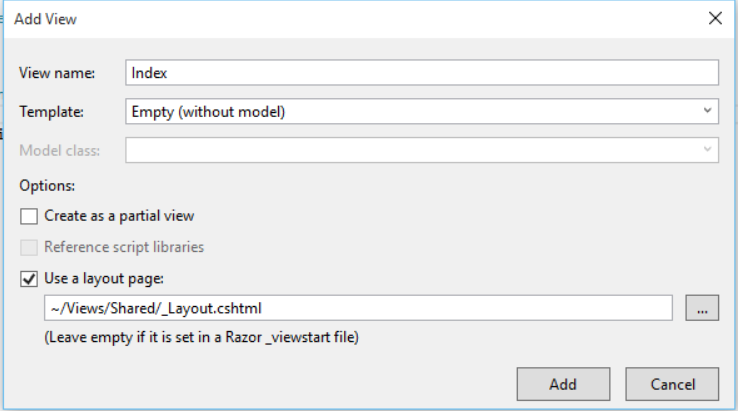 Add View
View name: Index
Template: Empty (without model)
Model class:
Options:
Create as a partial view
Reference script libraries
Use a layout page:
~/Views/Shared/_Layout.cshtml ...
(Leave empty if it is set in a Razor _viewstart file)
Add Cancel